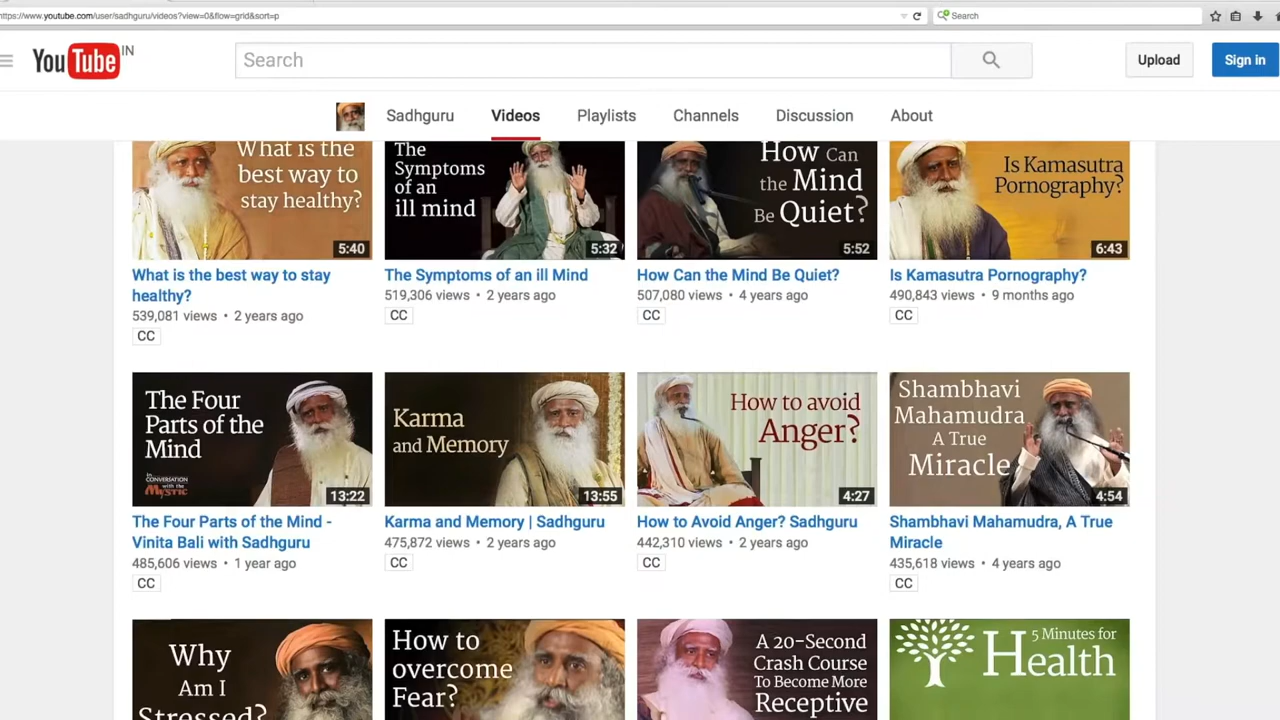 https://www.youtube.com/user/sadhguru/videos?view=0&flow=grid&sort=p
Search
YouTube IN
Search
Upload
Sign in
Sadhguru
Videos
Playlists
Channels
Discussion
About
What is the
best way to
stay healthy?
5:40
The
Symptoms
of an
ill mind
5:32
How Can
the Mind
Be Quiet?
5:52
Is Kamasutra
Pornography?
6:43
What is the best way to stay
healthy?
539,081 views • 2 years ago
CC
The Symptoms of an ill Mind
519,306 views • 2 years ago
CC
How Can the Mind Be Quiet?
507,080 views • 4 years ago
CC
Is Kamasutra Pornography?
490,843 views • 9 months ago
CC
The Four
Parts of the
Mind
In
CONVERSATION
with the
MYSTIC
13:22
Karma
and Memory
13:55
How to avoid
Anger?
4:27
Shambhavi
Mahamudra
A True
Miracle
4:54
The Four Parts of the Mind -
Vinita Bali with Sadhguru
485,606 views • 1 year ago
CC
Karma and Memory | Sadhguru
475,872 views • 2 years ago
CC
How to Avoid Anger? Sadhguru
442,310 views • 2 years ago
CC
Shambhavi Mahamudra, A True
Miracle
435,618 views • 4 years ago
CC
Why
Am I
Stressed?
How to
overcome
Fear?
A 20-Second
Crash Course
To Become More
Receptive
5 Minutes for
Health